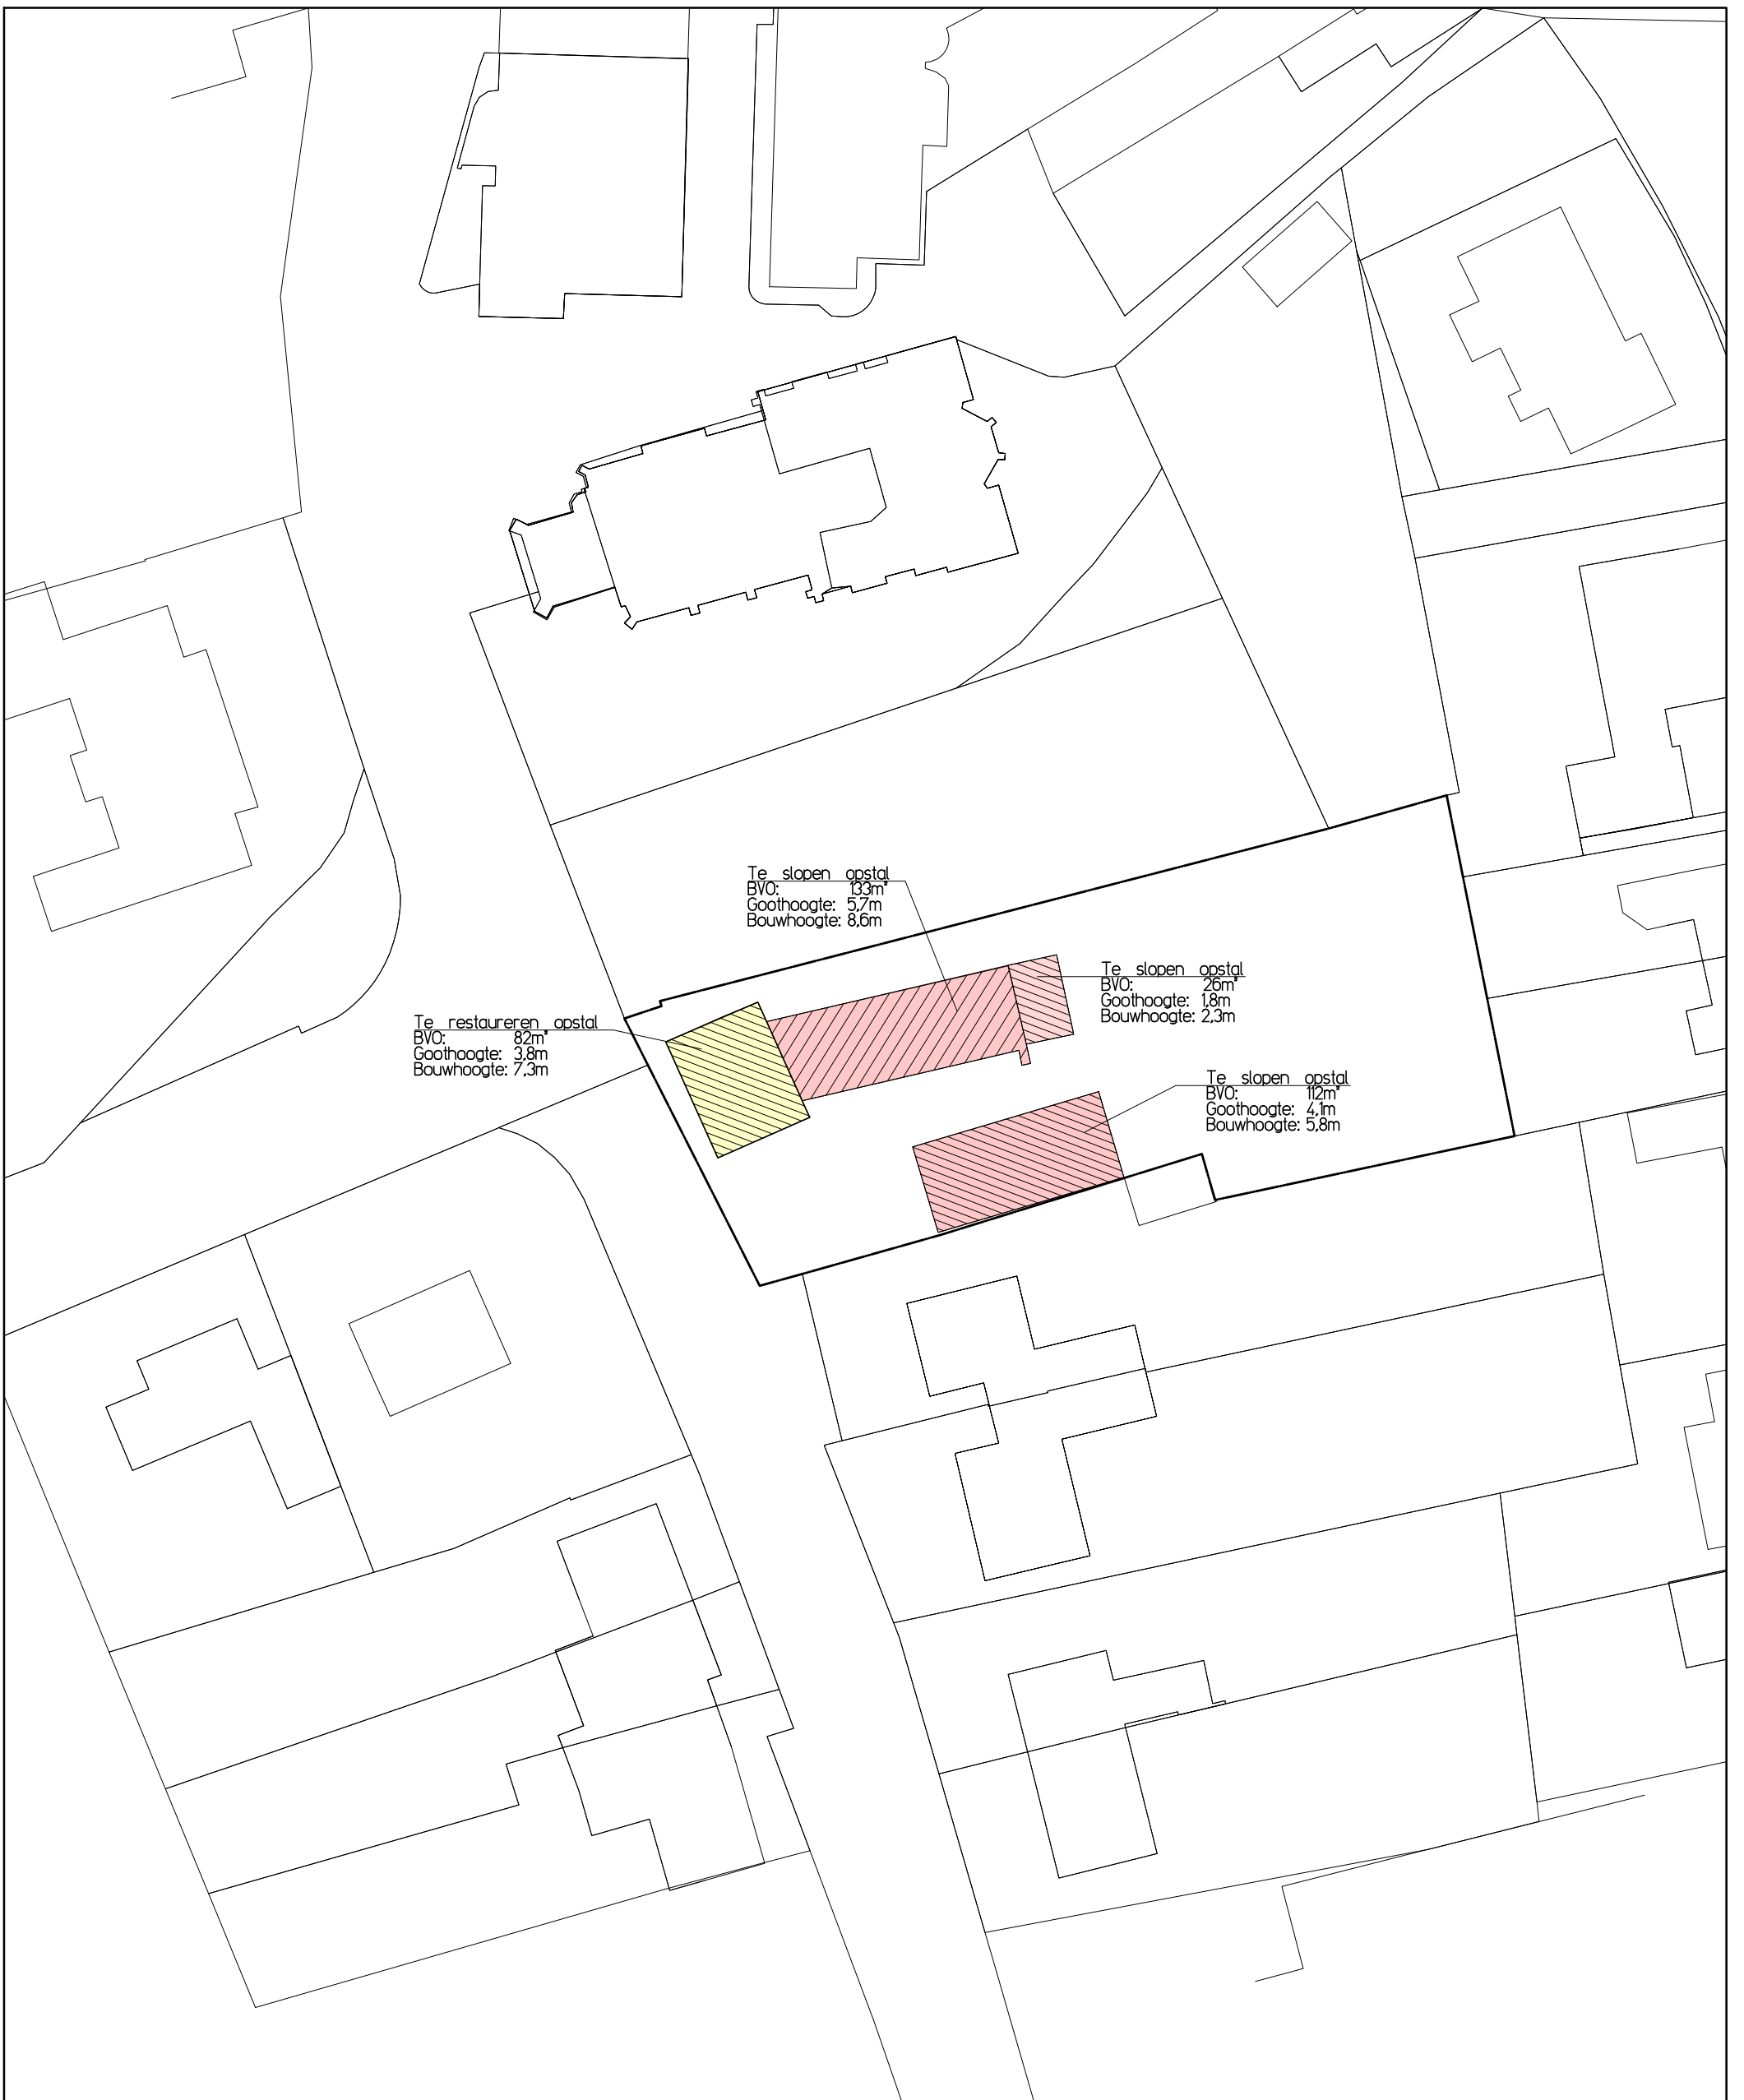 Te slopen opstal
BVO: 133m²
Goothoogte: 5,7m
Bouwhoogte: 8,6m
Te slopen opstal
BVO: 26m²
Goothoogte: 1,8m
Bouwhoogte: 2,3m
Te restaureren opstal
BVO: 82m²
Goothoogte: 3,8m
Bouwhoogte: 7,3m
Te slopen opstal
BVO: 112m²
Goothoogte: 4,1m
Bouwhoogte: 5,8m